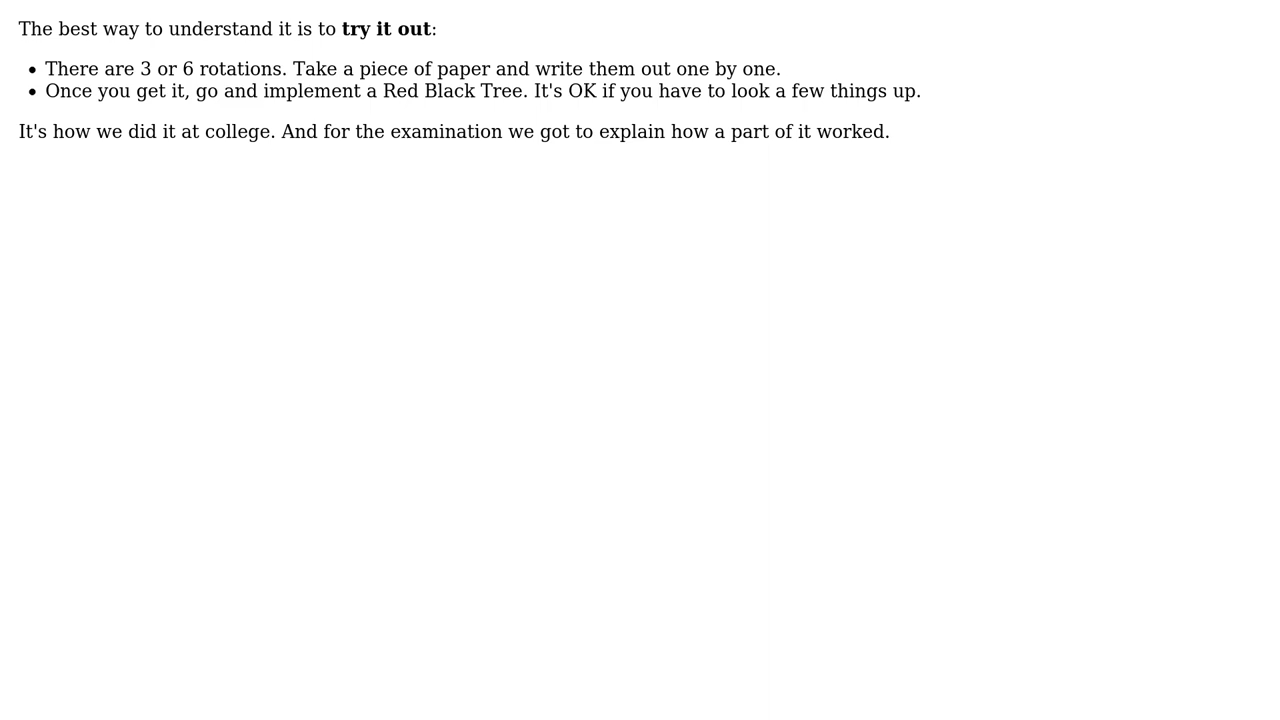 The best way to understand it is to try it out:
• There are 3 or 6 rotations. Take a piece of paper and write them out one by one.
• Once you get it, go and implement a Red Black Tree. It's OK if you have to look a few things up.
It's how we did it at college. And for the examination we got to explain how a part of it worked.